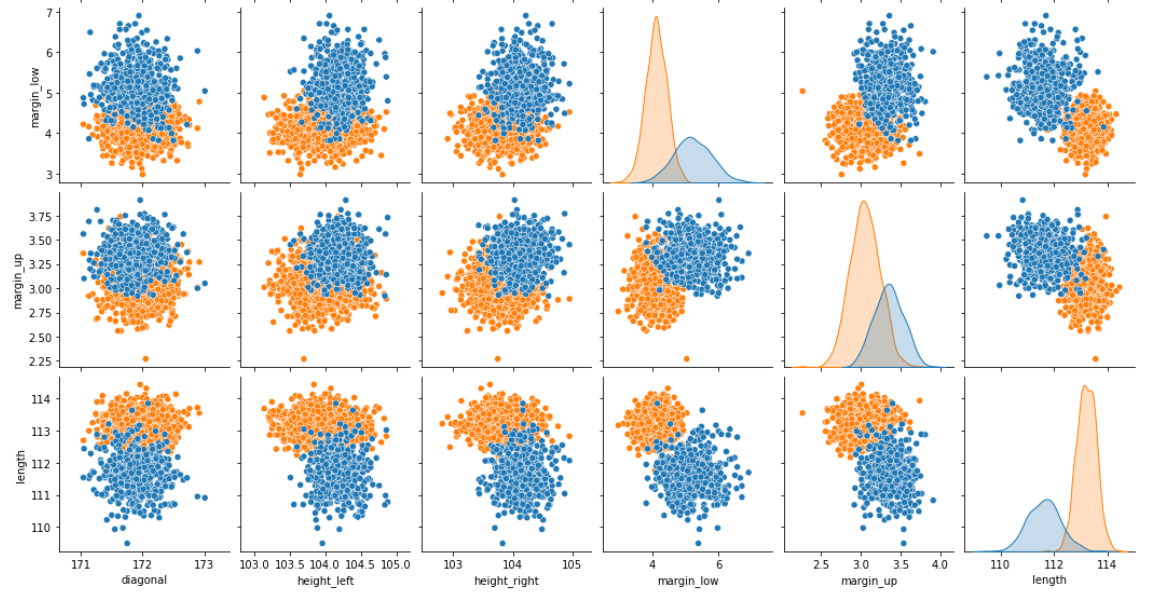 7
6
5
4
3
margin_low
3.75
3.50
3.25
3.00
2.75
2.50
2.25
margin_up
114
113
112
111
110
length
171 172 173
diagonal
103.0 103.5 104.0 104.5 105.0
height_left
103 104 105
height_right
4 6
margin_low
2.5 3.0 3.5 4.0
margin_up
110 112 114
length